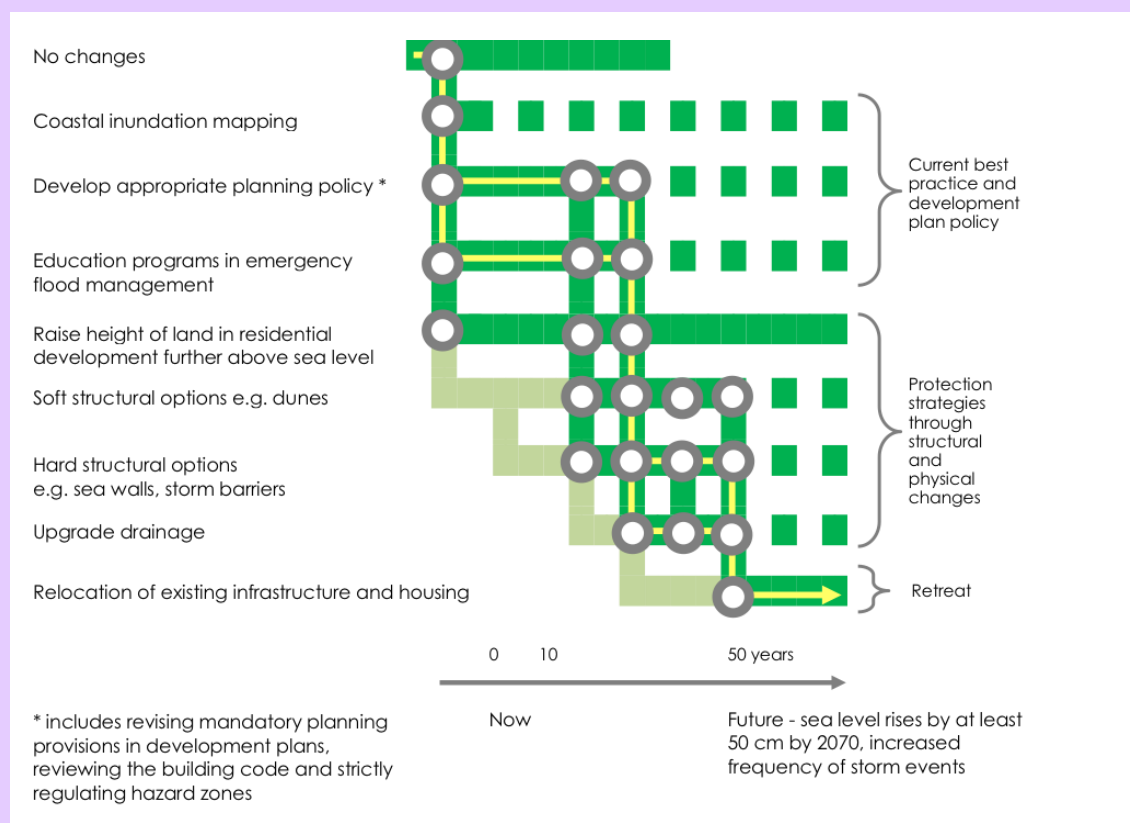 No changes
Coastal inundation mapping
Develop appropriate planning policy *
Education programs in emergency
flood management
Raise height of land in residential
development further above sea level
Soft structural options e.g. dunes
Hard structural options
e.g. sea walls, storm barriers
Upgrade drainage
Relocation of existing infrastructure and housing
Current best
practice and
development
plan policy
Protection
strategies
through
structural
and
physical
changes
Retreat
0 10 50 years
Now
Future - sea level rises by at least
50 cm by 2070, increased
frequency of storm events
* includes revising mandatory planning
provisions in development plans,
reviewing the building code and strictly
regulating hazard zones